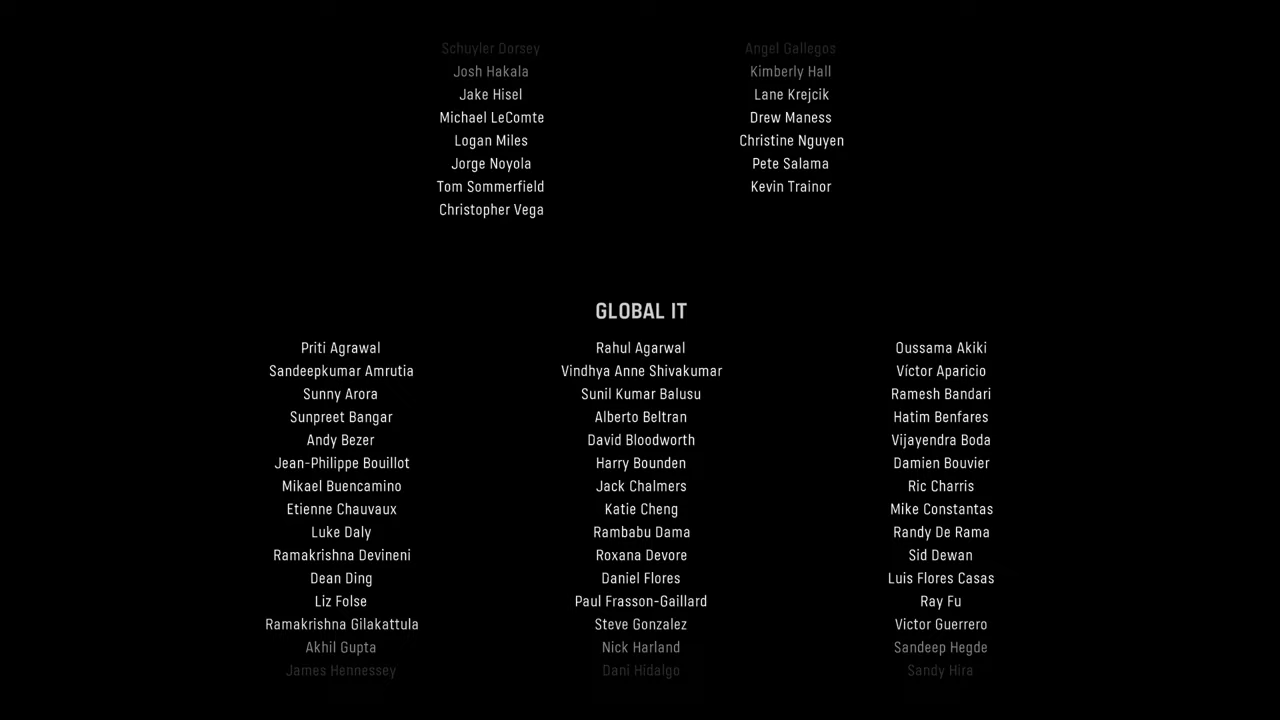 Schuyler Dorsey Angel Gallegos
Josh Hakala Kimberly Hall
Jake Hisel Lane Krejcik
Michael LeComte Drew Maness
Logan Miles Christine Nguyen
Jorge Noyola Pete Salama
Tom Sommerfield Kevin Trainor
Christopher Vega
GLOBAL IT
Priti Agrawal Rahul Agarwal Oussama Akiki
Sandeepkumar Amrutia Vindhya Anne Shivakumar Víctor Aparicio
Sunny Arora Sunil Kumar Balusu Ramesh Bandari
Sunpreet Bangar Alberto Beltran Hatim Benfares
Andy Bezer David Bloodworth Vijayendra Boda
Jean-Philippe Bouillot Harry Bounden Damien Bouvier
Mikael Buencamino Jack Chalmers Ric Charris
Etienne Chauvaux Katie Cheng Mike Constantas
Luke Daly Rambabu Dama Randy De Rama
Ramakrishna Devineni Roxana Devore Sid Dewan
Dean Ding Daniel Flores Luis Flores Casas
Liz Folse Paul Frasson-Gaillard Ray Fu
Ramakrishna Gilakattula Steve Gonzalez Victor Guerrero
Akhil Gupta Nick Harland Sandeep Hegde
James Hennessey Dani Hidalgo Sandy Hira